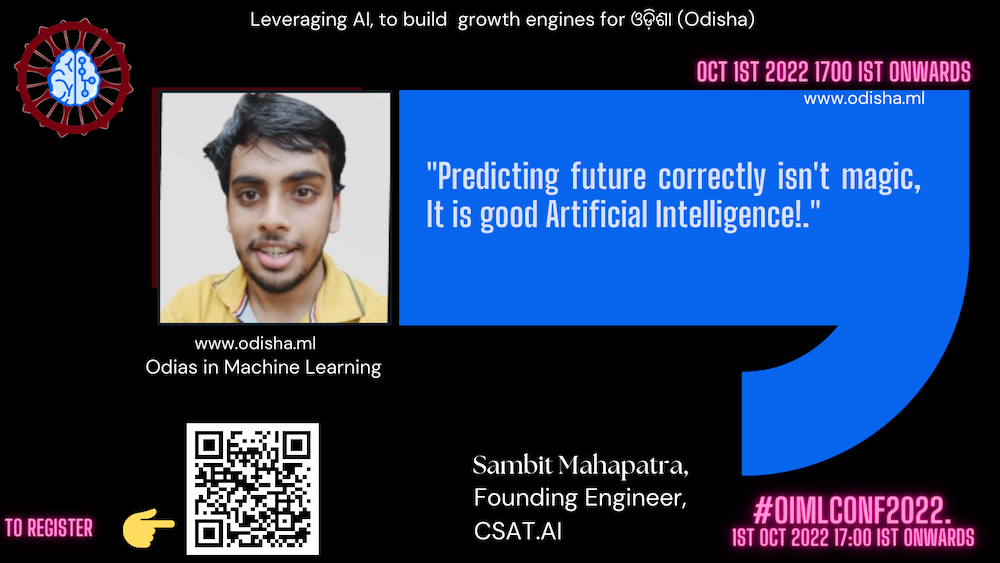 Leveraging AI, to build growth engines for ଓଡ଼ିଶା (Odisha)
OCT 1ST 2022 1700 IST ONWARDS
www.odisha.ml
"Predicting future correctly isn't magic,
It is good Artificial Intelligence!."
www.odisha.ml
Odias in Machine Learning
Sambit Mahapatra,
Founding Engineer,
CSAT.AI
TO REGISTER
#OIMLCONF2022.
1ST OCT 2022 17:00 IST ONWARDS